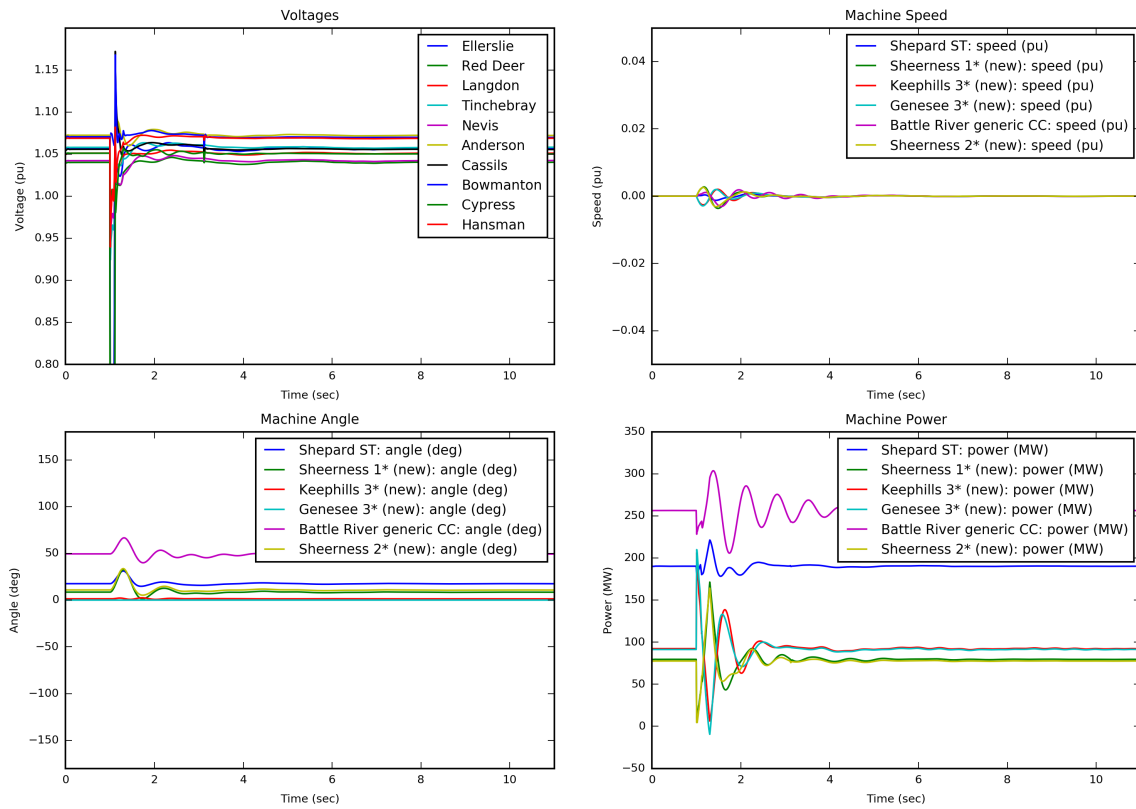 Voltages
1.15
1.10
1.05
1.00
0.95
0.90
0.85
0.80
Voltage (pu)
0
2
4
6
8
10
Time (sec)
Ellerslie
Red Deer
Langdon
Tinchebray
Nevis
Anderson
Cassils
Bowmanton
Cypress
Hansman
Machine Speed
0.04
0.02
0.00
−0.02
−0.04
Speed (pu)
0
2
4
6
8
10
Time (sec)
Shepard ST: speed (pu)
Sheerness 1* (new): speed (pu)
Keephills 3* (new): speed (pu)
Genesee 3* (new): speed (pu)
Battle River generic CC: speed (pu)
Sheerness 2* (new): speed (pu)
Machine Angle
150
100
50
0
−50
−100
−150
Angle (deg)
0
2
4
6
8
10
Time (sec)
Shepard ST: angle (deg)
Sheerness 1* (new): angle (deg)
Keephills 3* (new): angle (deg)
Genesee 3* (new): angle (deg)
Battle River generic CC: angle (deg)
Sheerness 2* (new): angle (deg)
Machine Power
350
300
250
200
150
100
50
0
−50
Power (MW)
0
2
4
6
8
10
Time (sec)
Shepard ST: power (MW)
Sheerness 1* (new): power (MW)
Keephills 3* (new): power (MW)
Genesee 3* (new): power (MW)
Battle River generic CC: power (MW)
Sheerness 2* (new): power (MW)